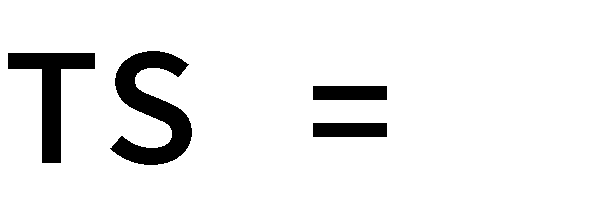 TS =